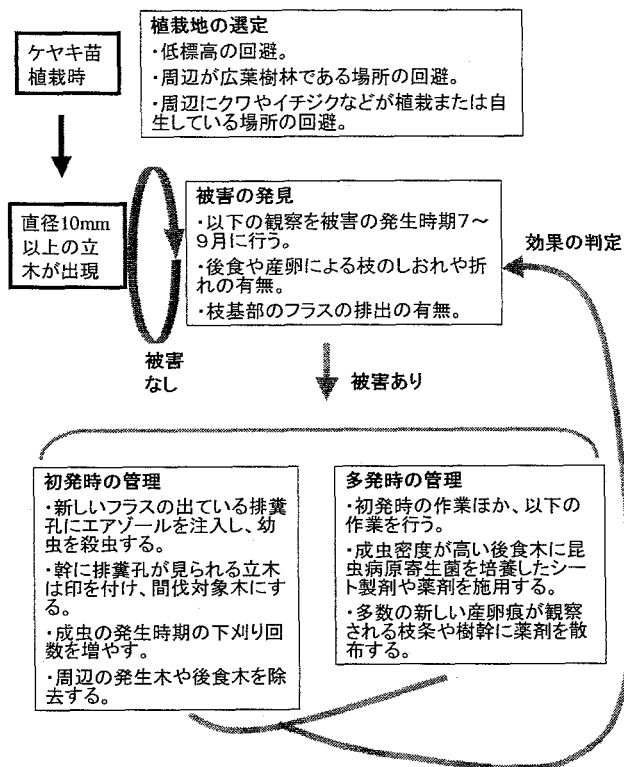 ケヤキ苗
植栽時
植栽地の選定
・低標高の回避。
・周辺が広葉樹林である場所の回避。
・周辺にクワやイチジクなどが植栽または自
生している場所の回避。
直径10mm
以上の立
木が出現
被害の発見
・以下の観察を被害の発生時期7～
9月に行う。
・後食や産卵による枝のしおれや折
れの有無。
・枝基部のフラスの排出の有無。
効果の判定
被害
なし
被害あり
初発時の管理
・新しいフラスの出ている排糞
孔にエアゾールを注入し、幼
虫を殺虫する。
・幹に排糞孔が見られる立木
は印を付け、間伐対象木にす
る。
・成虫の発生時期の下刈り回
数を増やす。
・周辺の発生木や後食木を除
去する。
多発時の管理
・初発時の作業ほか、以下の
作業を行う。
・成虫密度が高い後食木に昆
虫病原寄生菌を培養したシー
ト製剤や薬剤を施用する。
・多数の新しい産卵痕が観察
される枝条や樹幹に薬剤を散
布する。